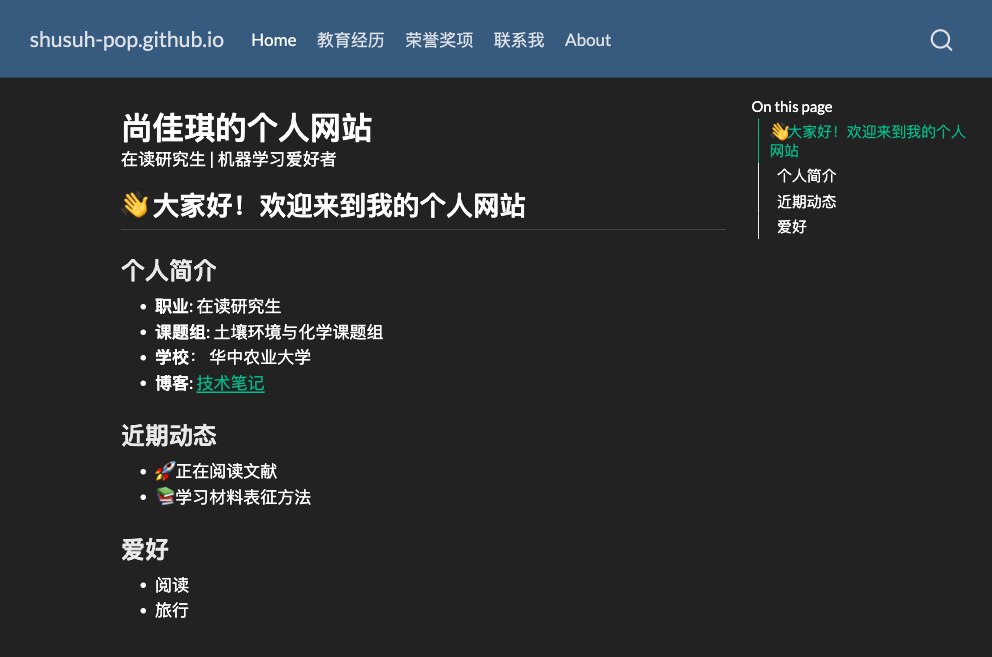 shusuh-pop.github.io Home 教育经历 荣誉奖项 联系我 About
尚佳琪的个人网站
在读研究生 | 机器学习爱好者
👋大家好！欢迎来到我的个人网站
个人简介
职业: 在读研究生
课题组: 土壤环境与化学课题组
学校： 华中农业大学
博客: 技术笔记
近期动态
🚀正在阅读文献
📚学习材料表征方法
爱好
阅读
旅行
On this page
👋大家好！欢迎来到我的个人
网站
个人简介
近期动态
爱好